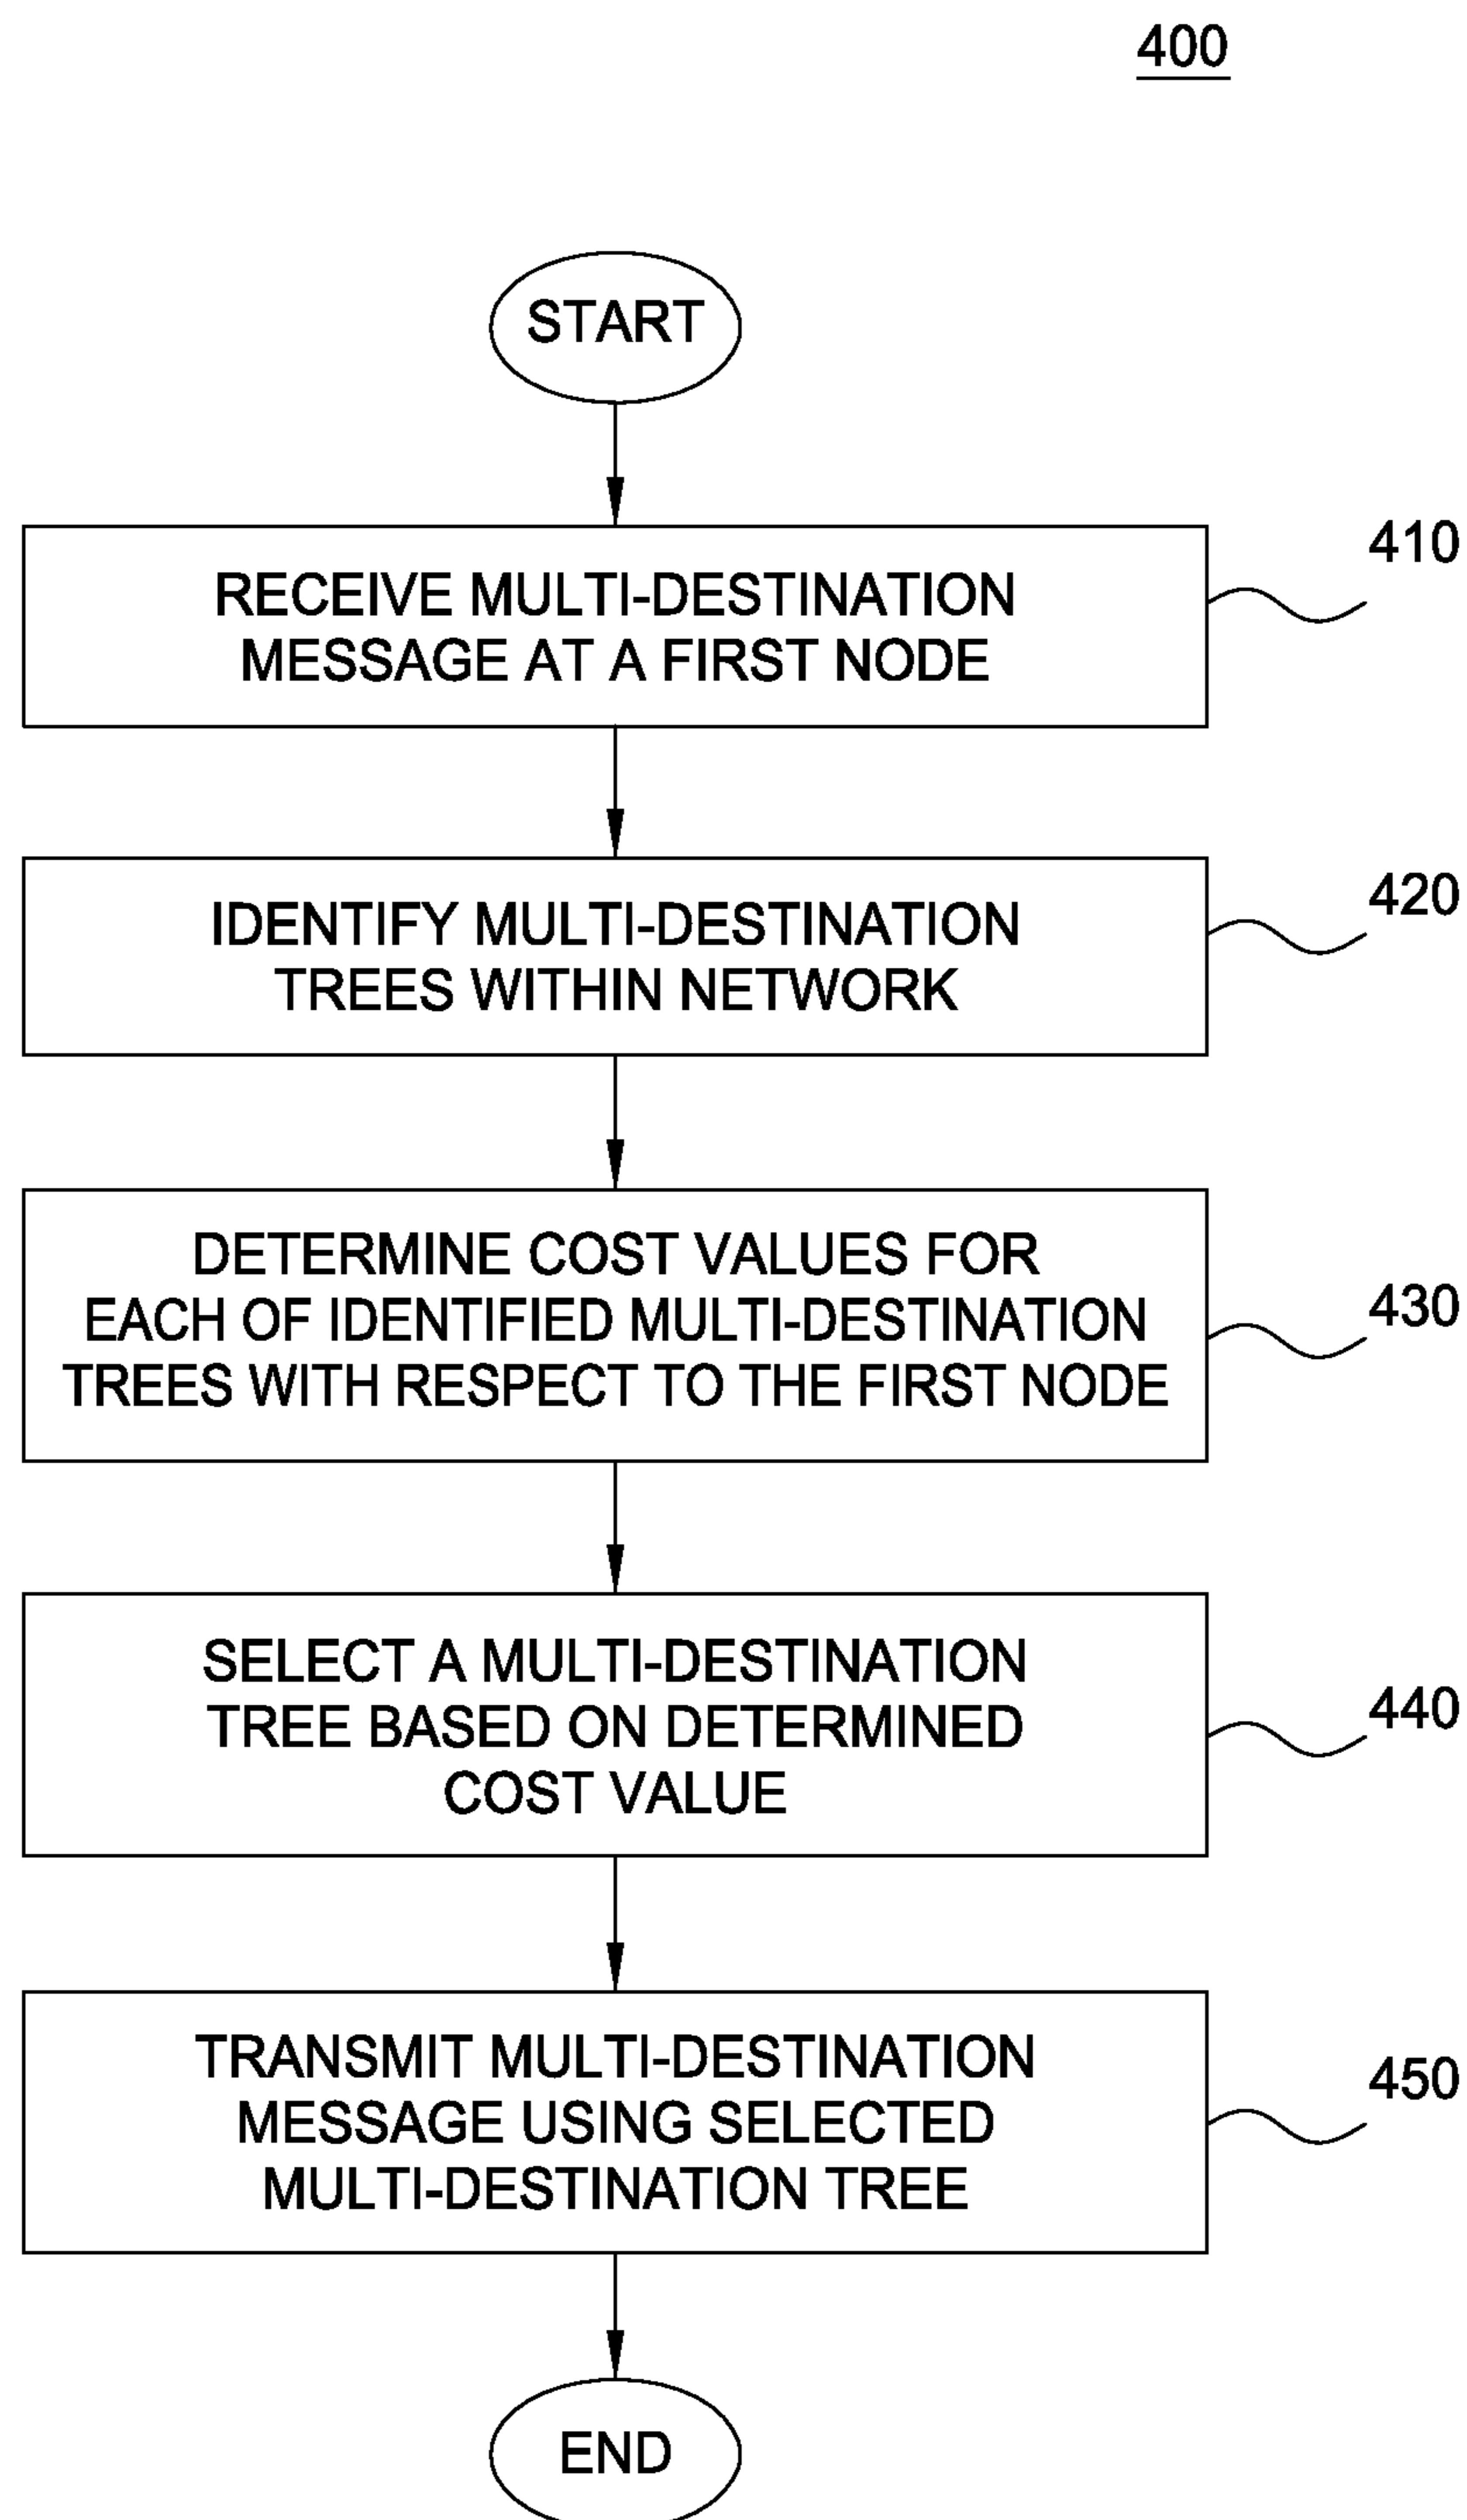 400
START
RECEIVE MULTI-DESTINATION
MESSAGE AT A FIRST NODE
410
IDENTIFY MULTI-DESTINATION
TREES WITHIN NETWORK
420
DETERMINE COST VALUES FOR
EACH OF IDENTIFIED MULTI-DESTINATION
TREES WITH RESPECT TO THE FIRST NODE
430
SELECT A MULTI-DESTINATION
TREE BASED ON DETERMINED
COST VALUE
440
TRANSMIT MULTI-DESTINATION
MESSAGE USING SELECTED
MULTI-DESTINATION TREE
450
END